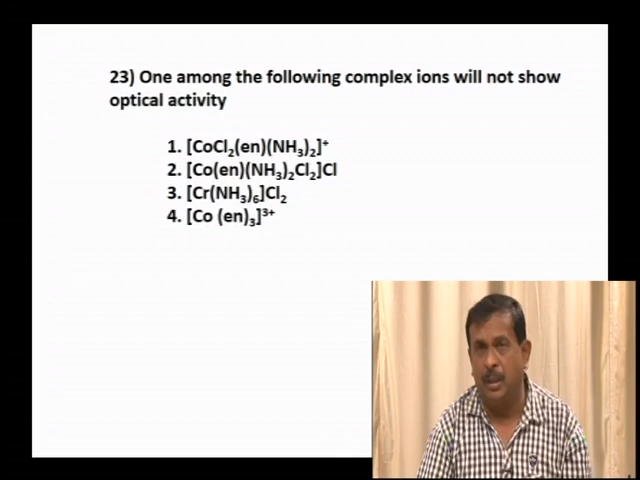 23) One among the following complex ions will not show
optical activity
1. [CoCl₂(en)(NH₃)₂]⁺
2. [Co(en)(NH₃)₂Cl₂]Cl
3. [Cr(NH₃)₆]Cl₂
4. [Co (en)₃]³⁺